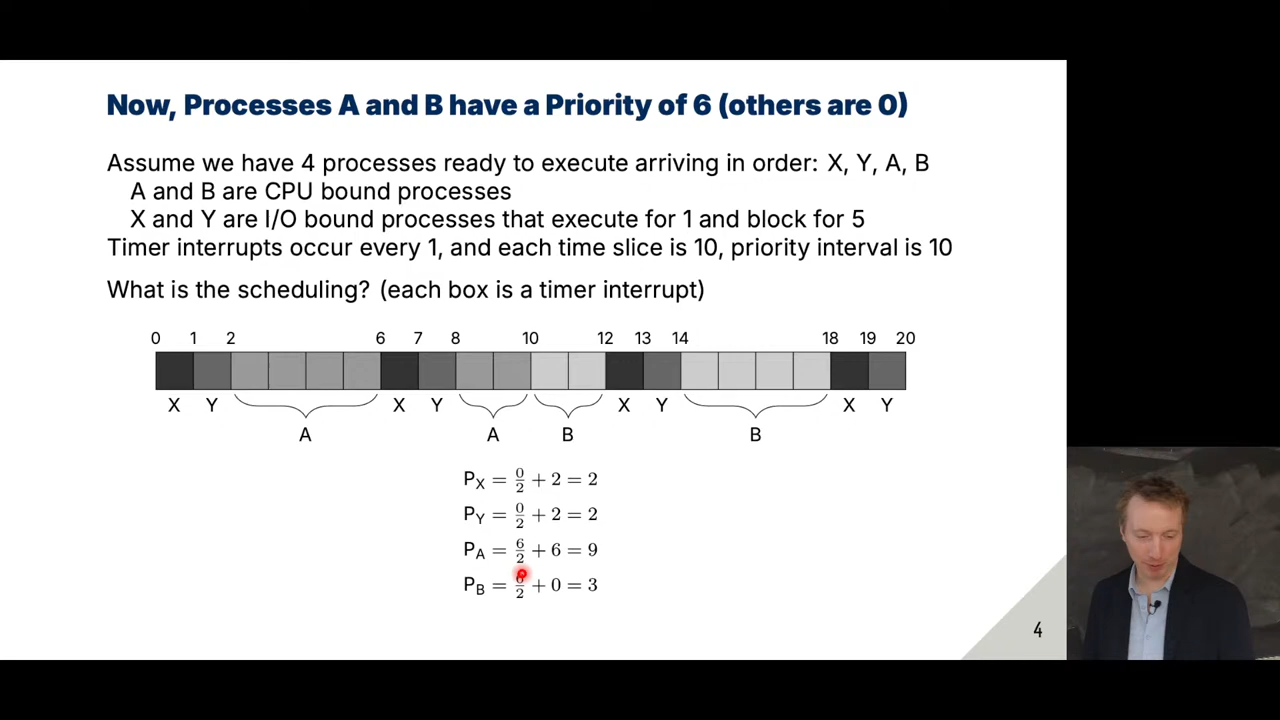 Now, Processes A and B have a Priority of 6 (others are 0)
Assume we have 4 processes ready to execute arriving in order: X, Y, A, B
A and B are CPU bound processes
X and Y are I/O bound processes that execute for 1 and block for 5
Timer interrupts occur every 1, and each time slice is 10, priority interval is 10
What is the scheduling? (each box is a timer interrupt)
0 1 2 6 7 8 10 12 13 14 18 19 20
X Y X Y X Y X Y
A A B B
P_X = 0/2 + 2 = 2
P_Y = 0/2 + 2 = 2
P_A = 6/2 + 6 = 9
P_B = 6/2 + 0 = 3
4